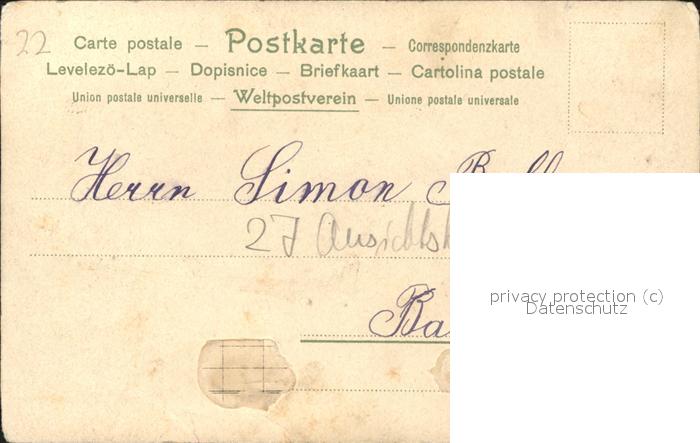 22
Carte postale — Postkarte — Correspondenzkarte
Levelező-Lap — Dopisnice — Briefkaart — Cartolina postale
Union postale universelle — Weltpostverein — Unione postale universale
Herrn Simon
27
privacy protection (c)
Datenschutz